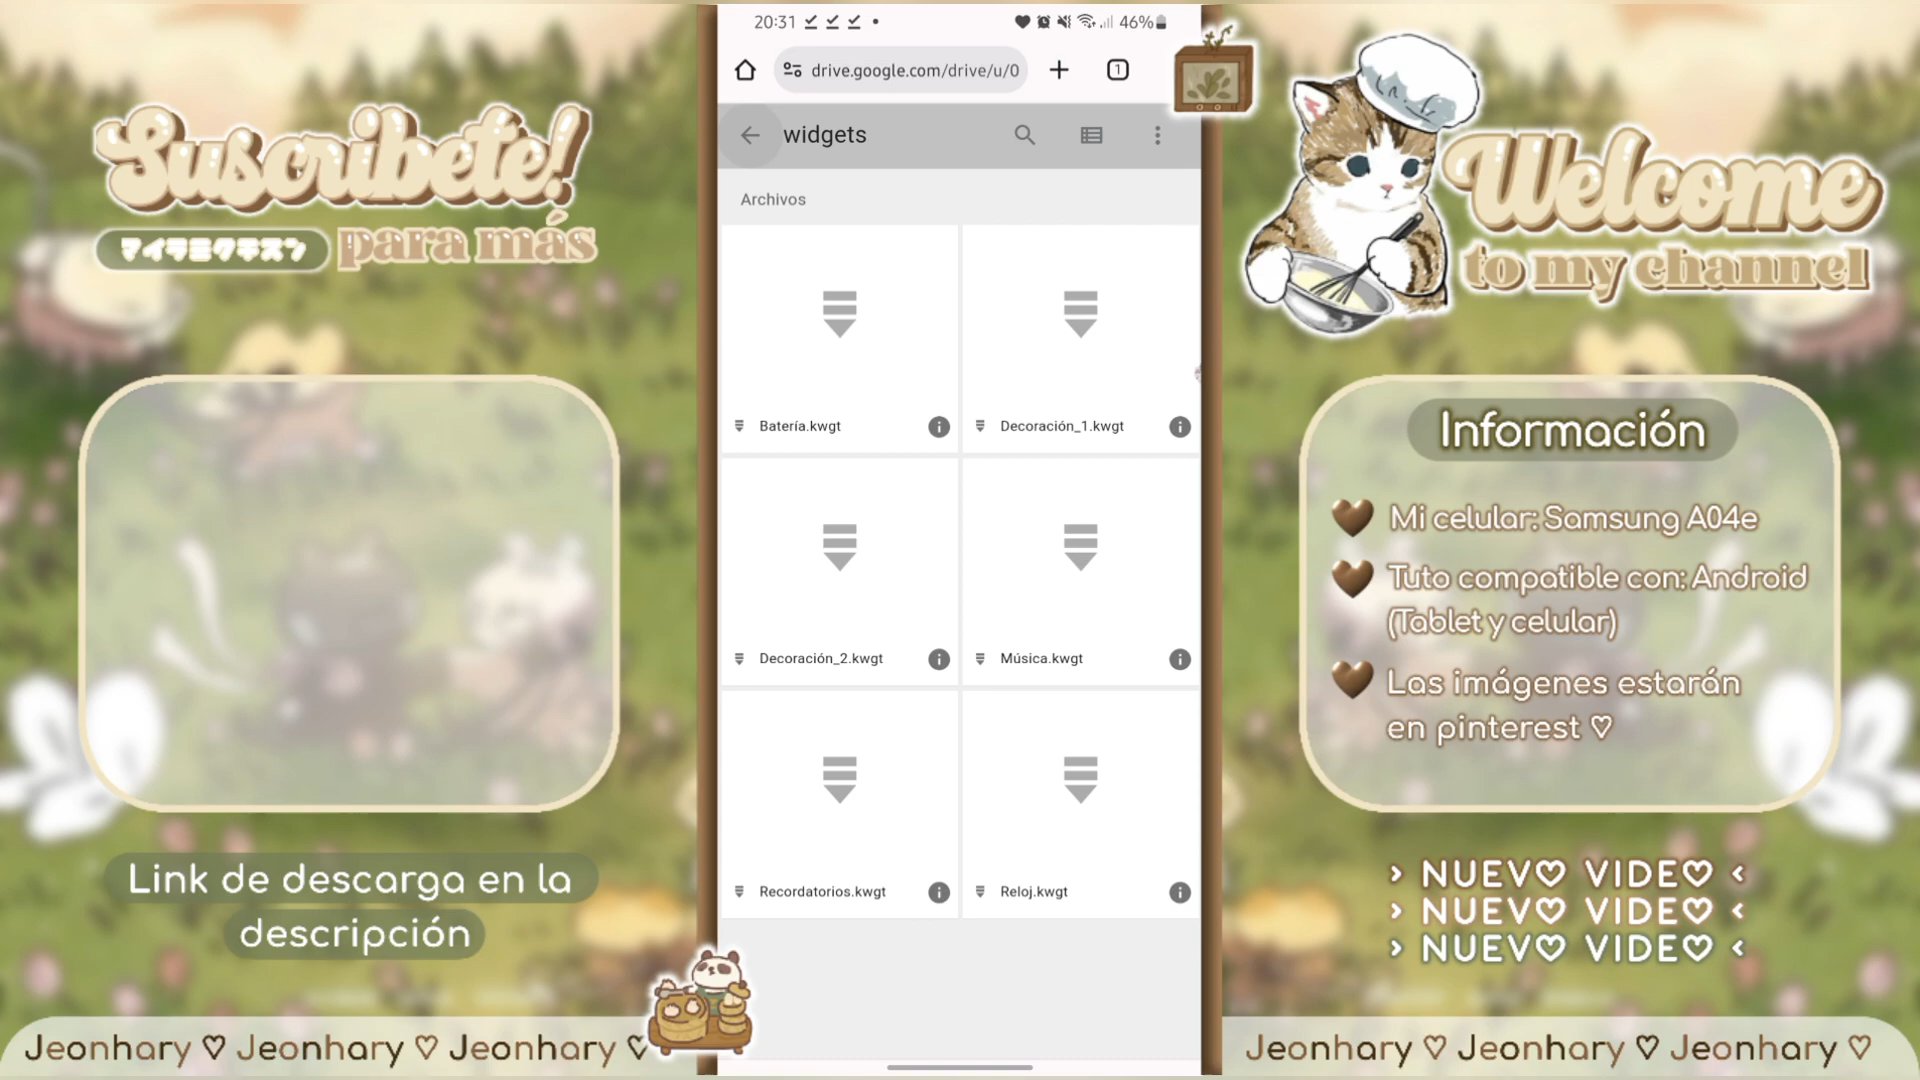 Suscribete!
para más
20:31
46%
drive.google.com/drive/u/0
1
widgets
Archivos
Batería.kwgt
Decoración_1.kwgt
Decoración_2.kwgt
Música.kwgt
Recordatorios.kwgt
Reloj.kwgt
Welcome
to my channel
Información
Mi celular: Samsung A04e
Tuto compatible con: Android
(Tablet y celular)
Las imágenes estarán
en pinterest ♡
Link de descarga en la
descripción
› NUEV♡ VIDE♡ ‹
› NUEV♡ VIDE♡ ‹
› NUEV♡ VIDE♡ ‹
Jeonhary ♡ Jeonhary ♡ Jeonhary ♡
Jeonhary ♡ Jeonhary ♡ Jeonhary ♡